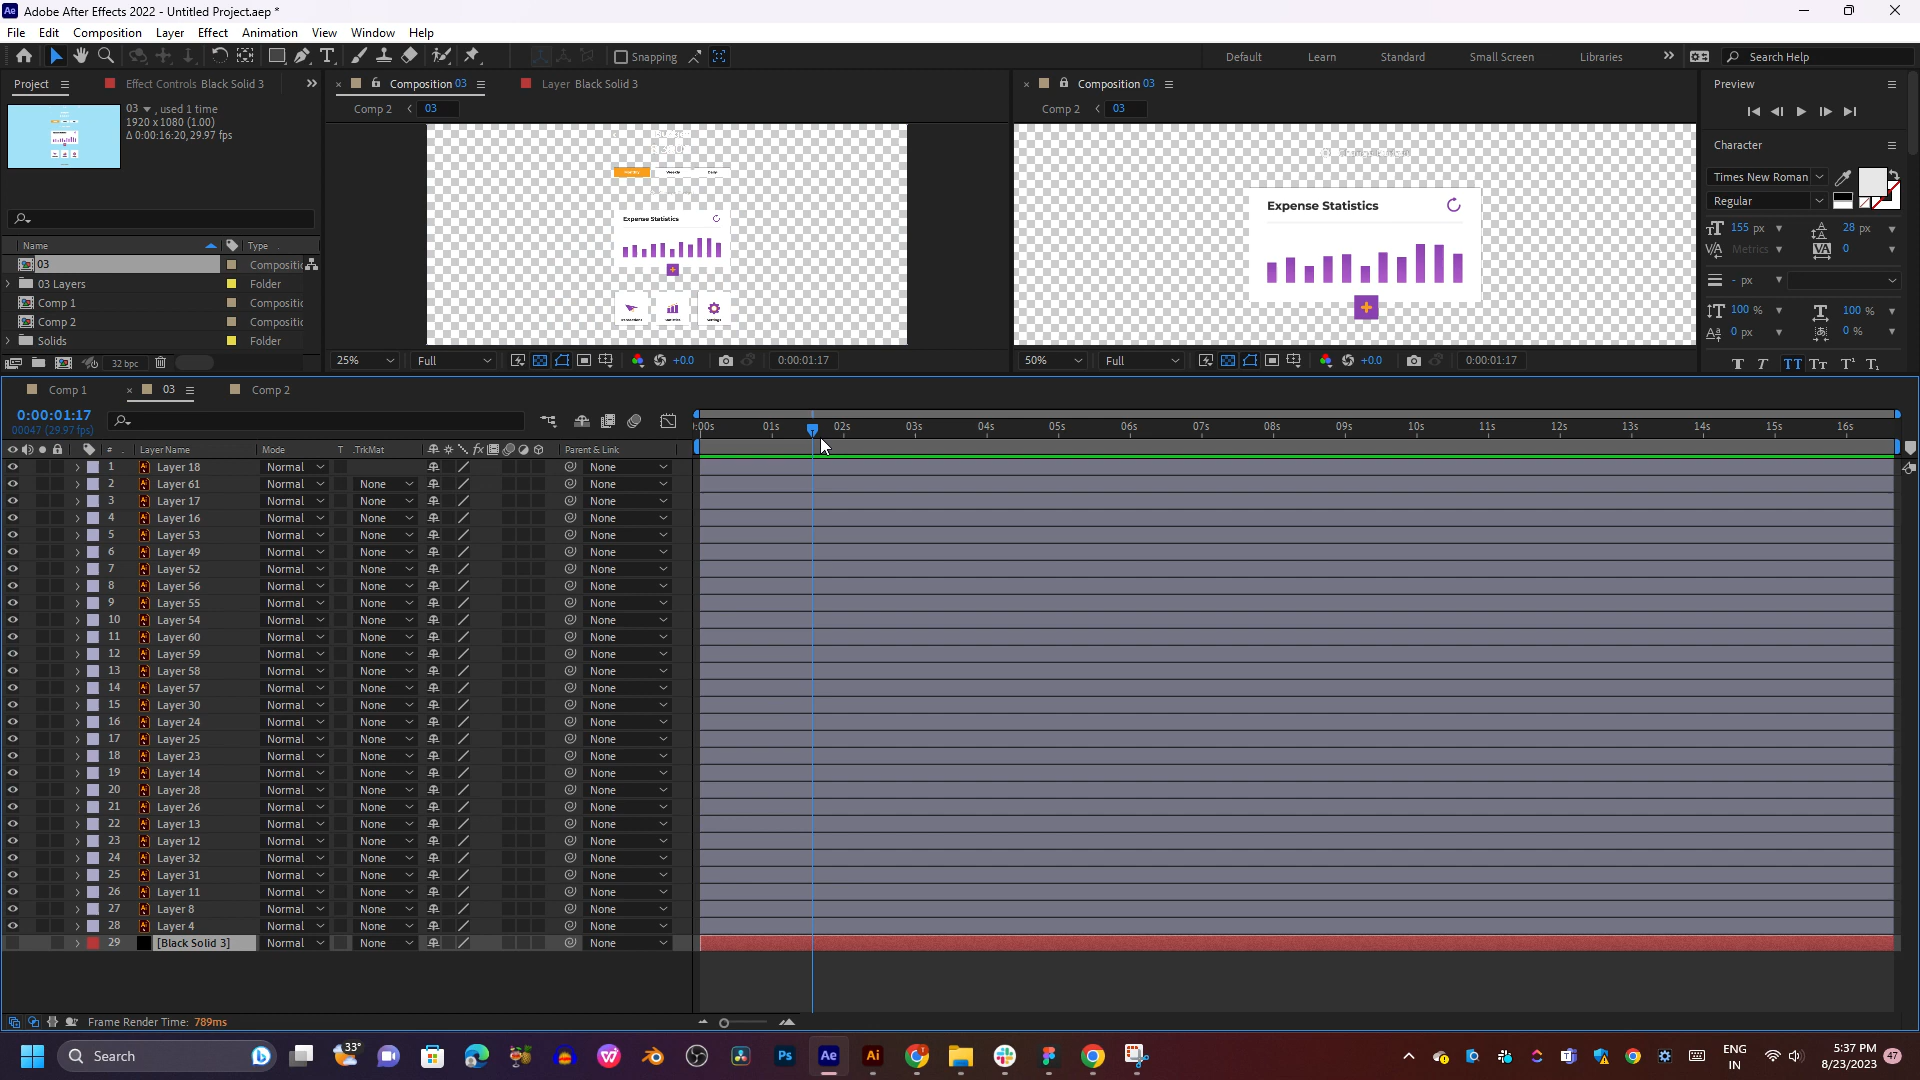 Adobe After Effects 2022 - Untitled Project.aep *
File Edit Composition Layer Effect Animation View Window Help
Snapping
Default Learn Standard Small Screen Libraries
Search Help
Project
Effect Controls Black Solid 3
Composition 03
Layer Black Solid 3
Composition 03
Preview
03 , used 1 time
1920 x 1080 (1.00)
Δ 0:00:16:20, 29.97 fps
Comp 2 03
Comp 2 03
Expense Statistics
Expense Statistics
Character
Times New Roman
Regular
155 px
28 px
Metrics
0
- px
100 %
100 %
0 px
0 %
Name Type
03 Compositic
03 Layers Folder
Comp 1 Compositic
Comp 2 Compositic
Solids Folder
32 bpc
25% Full +0.0 0:00:01:17
50% Full +0.0 0:00:01:17
Comp 1
03
Comp 2
0:00:01:17
00047 (29.97 fps)
):00s 01s 02s 03s 04s 05s 06s 07s 08s 09s 10s 11s 12s 13s 14s 15s 16s
# Layer Name Mode T .TrkMat Parent & Link
1 Layer 18 Normal None
2 Layer 61 Normal None None
3 Layer 17 Normal None None
4 Layer 16 Normal None None
5 Layer 53 Normal None None
6 Layer 49 Normal None None
7 Layer 52 Normal None None
8 Layer 56 Normal None None
9 Layer 55 Normal None None
10 Layer 54 Normal None None
11 Layer 60 Normal None None
12 Layer 59 Normal None None
13 Layer 58 Normal None None
14 Layer 57 Normal None None
15 Layer 30 Normal None None
16 Layer 24 Normal None None
17 Layer 25 Normal None None
18 Layer 23 Normal None None
19 Layer 14 Normal None None
20 Layer 28 Normal None None
21 Layer 26 Normal None None
22 Layer 13 Normal None None
23 Layer 12 Normal None None
24 Layer 32 Normal None None
25 Layer 31 Normal None None
26 Layer 11 Normal None None
27 Layer 8 Normal None None
28 Layer 4 Normal None None
29 [Black Solid 3] Normal None None
Frame Render Time: 789ms
Search
33°
Ps
Ae
Ai
ENG
IN
5:37 PM
8/23/2023
47